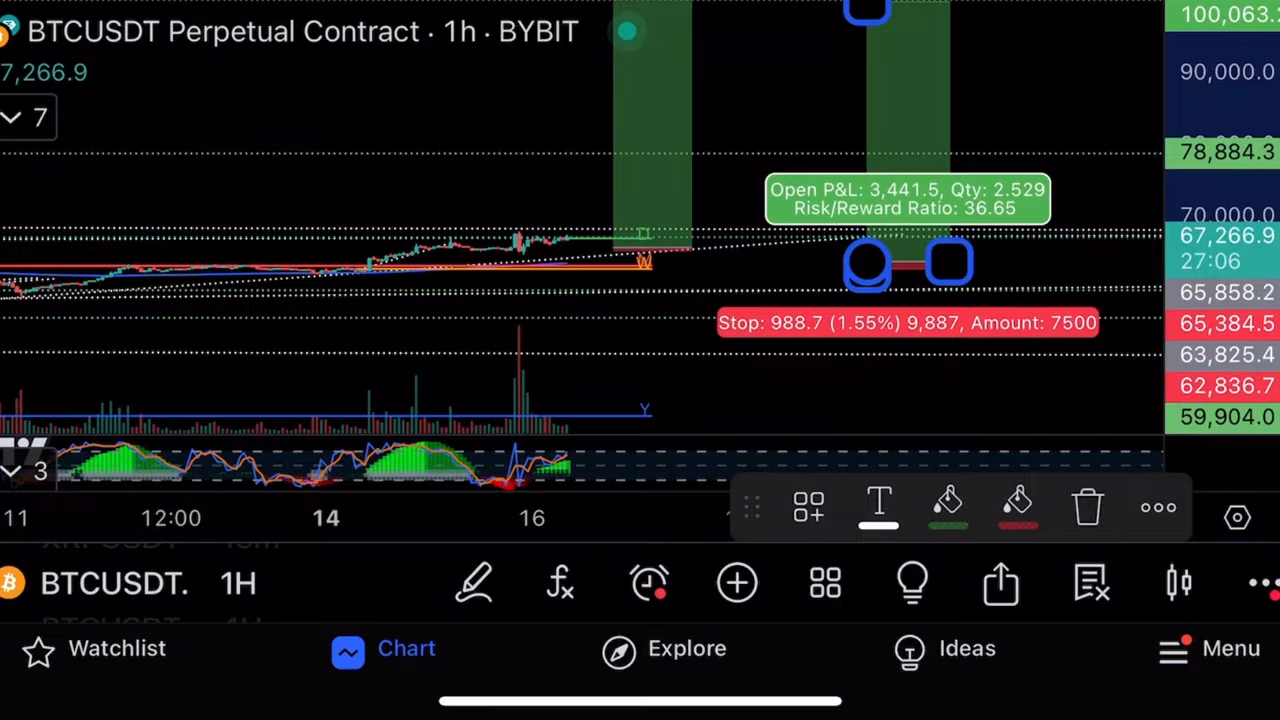 BTCUSDT Perpetual Contract · 1h · BYBIT
7,266.9
7
100,063.
90,000.0
78,884.3
70,000.0
67,266.9
27:06
65,858.2
65,384.5
63,825.4
62,836.7
59,904.0
Open P&L: 3,441.5, Qty: 2.529
Risk/Reward Ratio: 36.65
D
W
Stop: 988.7 (1.55%) 9,887, Amount: 7500
Y
3
11
12:00
14
16
T
BTCUSDT.
1H
Watchlist
Chart
Explore
Ideas
Menu